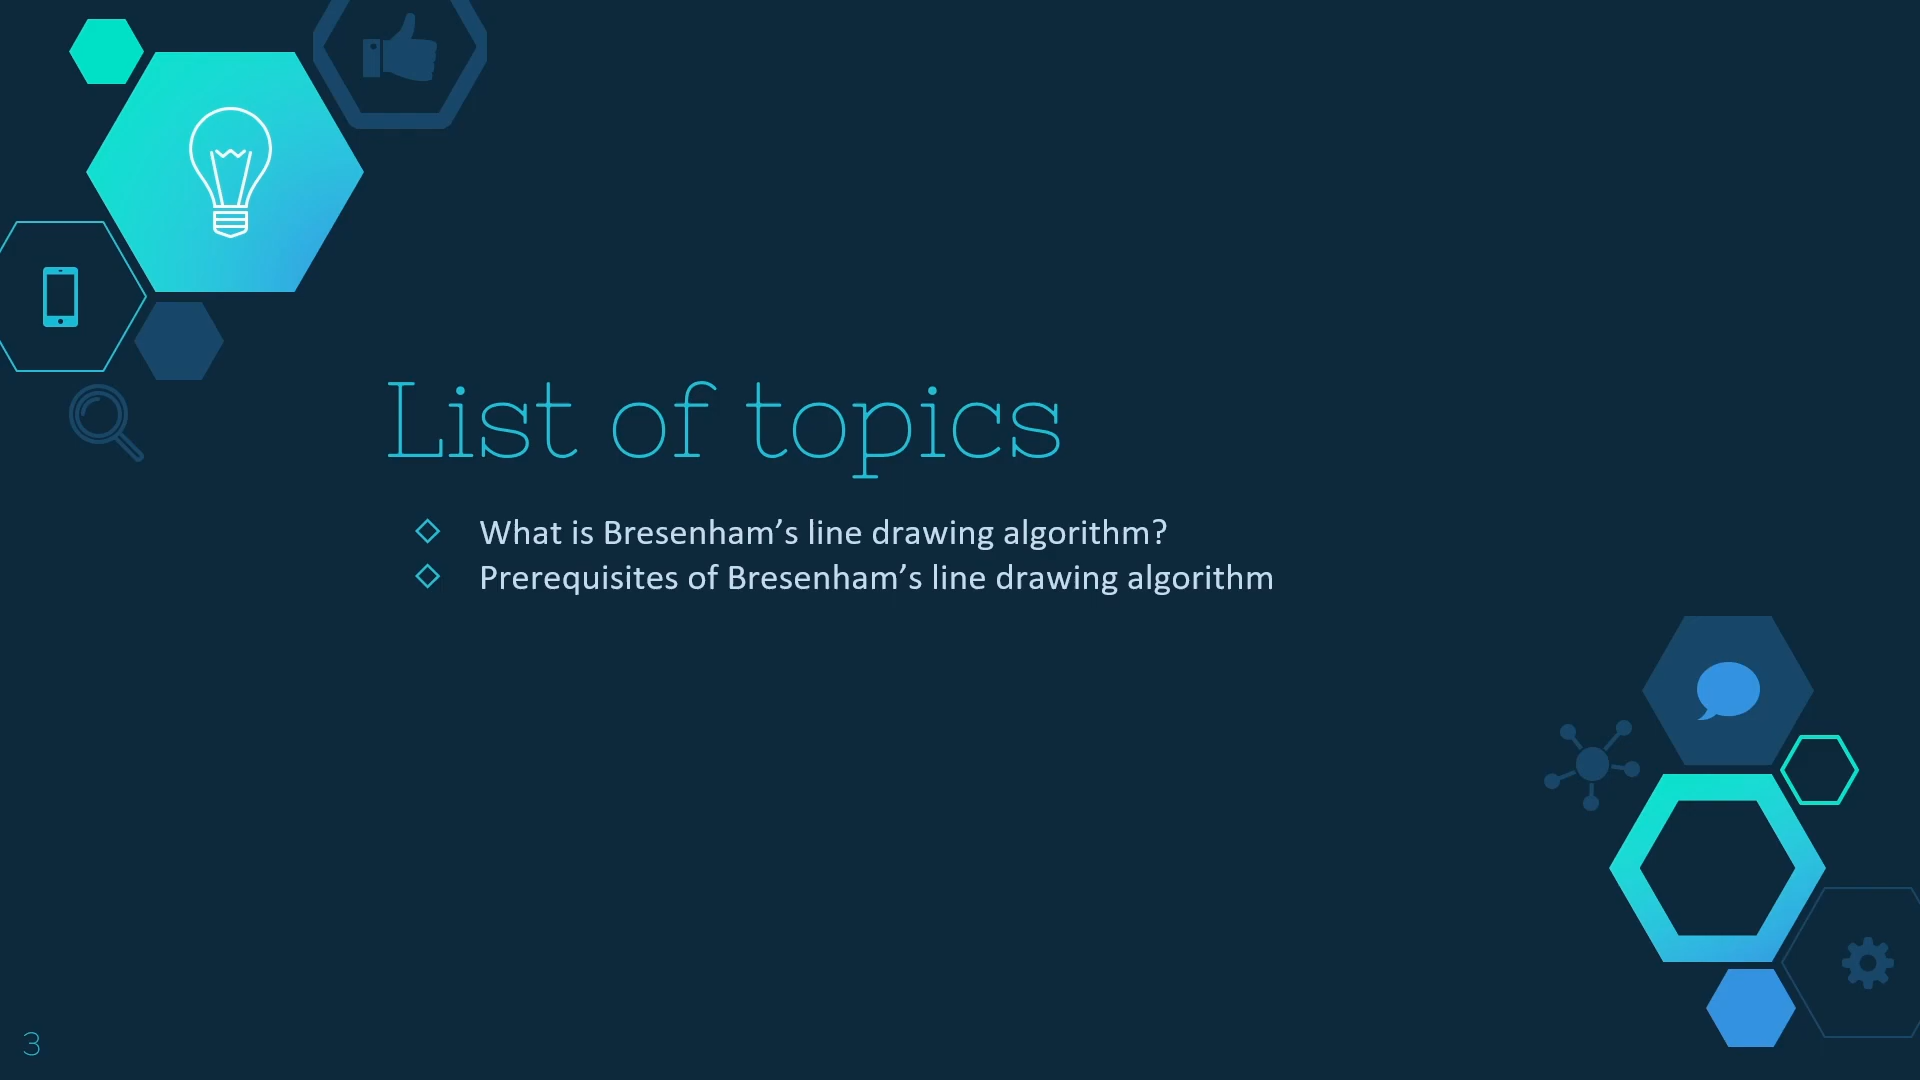 List of topics
What is Bresenham’s line drawing algorithm?
Prerequisites of Bresenham’s line drawing algorithm
3